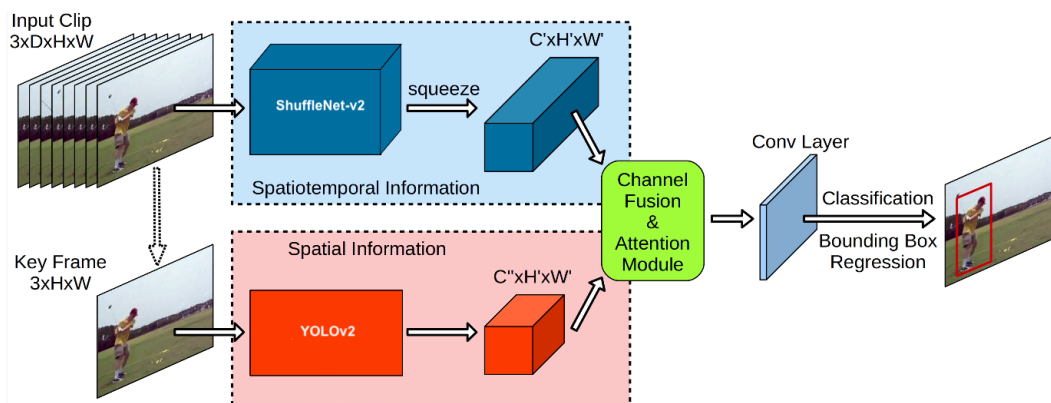 Input Clip
3xDxHxW
ShuffleNet-v2
squeeze
C'xH'xW'
Spatiotemporal Information
Channel
Fusion
&
Attention
Module
Conv Layer
Classification
Bounding Box
Regression
Key Frame
3xHxW
Spatial Information
YOLOv2
C''xH'xW'